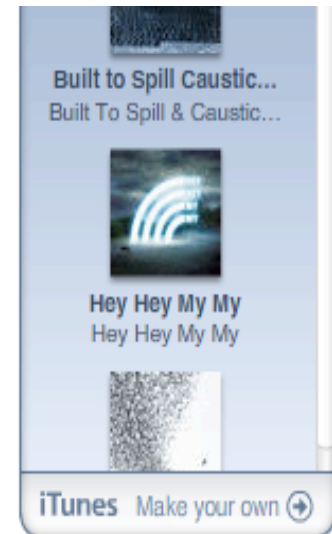 Built to Spill Caustic...
Built To Spill & Caustic...
Hey Hey My My
Hey Hey My My
iTunes Make your own